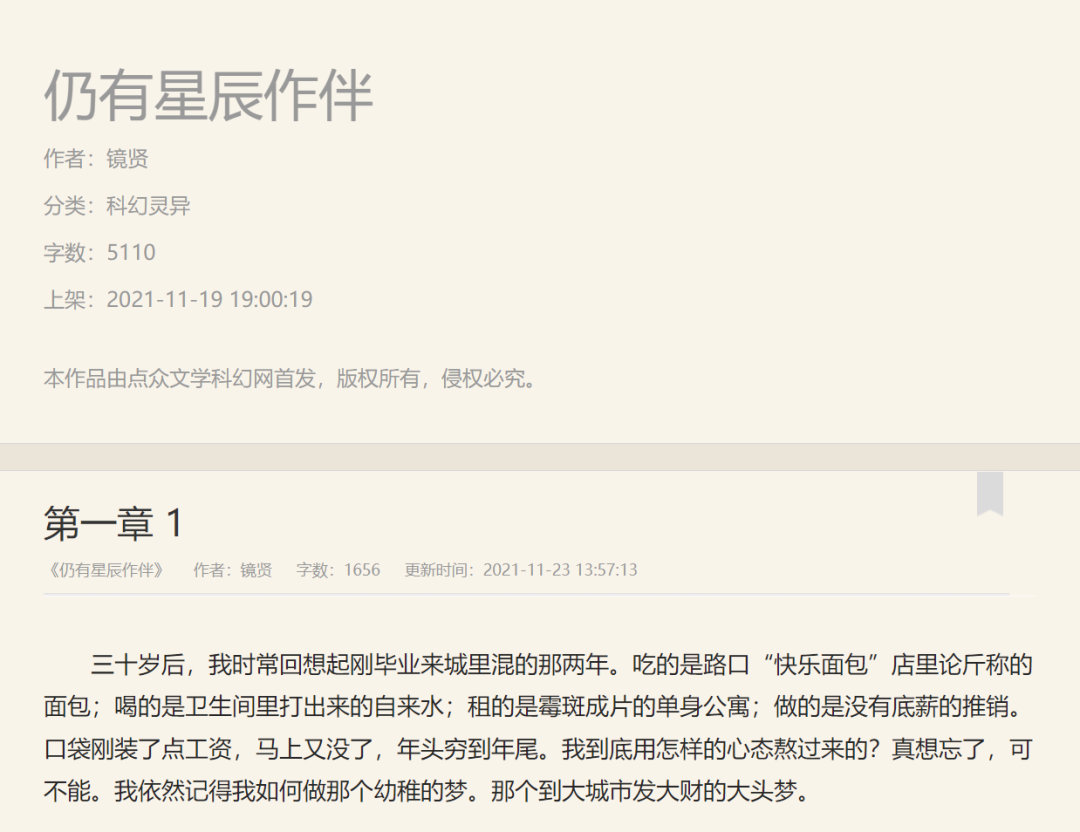 仍有星辰作伴
作者：镜贤
分类：科幻灵异
字数：5110
上架：2021-11-19 19:00:19
本作品由点众文学科幻网首发，版权所有，侵权必究。
第一章 1
《仍有星辰作伴》 作者：镜贤 字数：1656 更新时间：2021-11-23 13:57:13
三十岁后，我时常回想起刚毕业来城里混的那两年。吃的是路口“快乐面包”店里论斤称的
面包；喝的是卫生间里打出来的自来水；租的是霉斑成片的单身公寓；做的是没有底薪的推销。
口袋刚装了点工资，马上又没了，年头穷到年尾。我到底用怎样的心态熬过来的？真想忘了，可
不能。我依然记得我如何做那个幼稚的梦。那个到大城市发大财的大头梦。